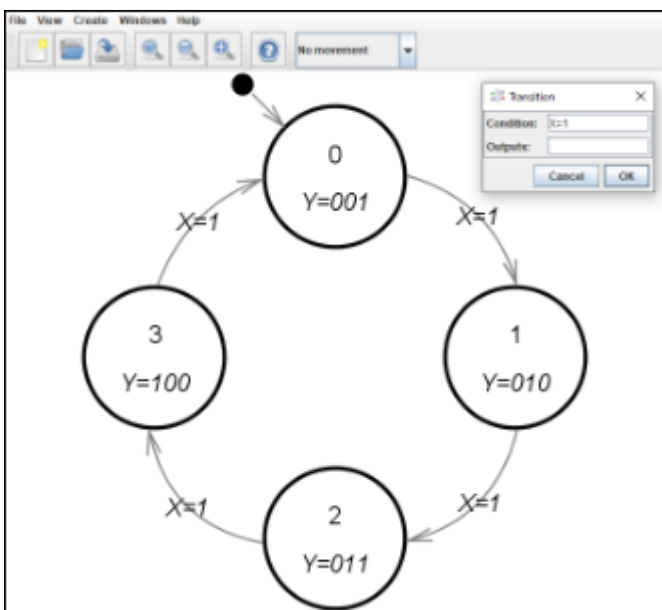 File View Create Windows Help
No movement
Transition
Condition: X=1
Outputs:
Cancel OK
0
Y=001
X=1
X=1
3
Y=100
1
Y=010
X=1
X=1
2
Y=011